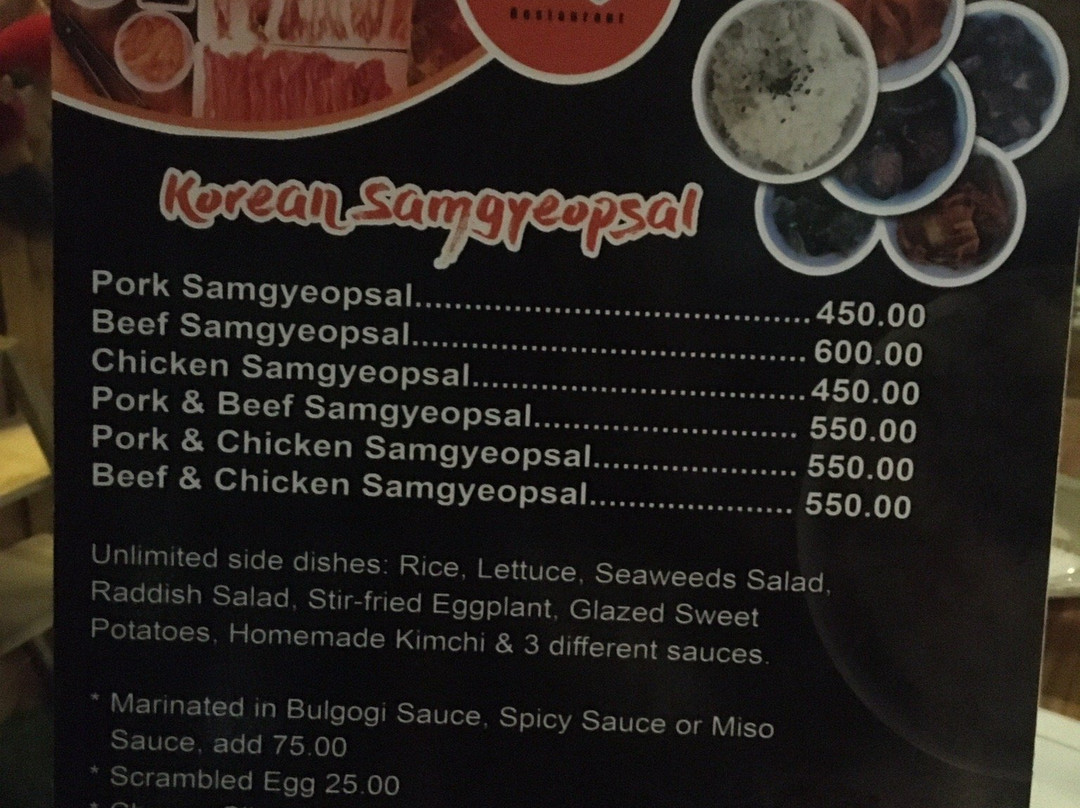 Restaurant
Korean Samgyeopsal
Pork Samgyeopsal........................................ 450.00
Beef Samgyeopsal........................................ 600.00
Chicken Samgyeopsal.................................. 450.00
Pork & Beef Samgyeopsal........................... 550.00
Pork & Chicken Samgyeopsal..................... 550.00
Beef & Chicken Samgyeopsal..................... 550.00
Unlimited side dishes: Rice, Lettuce, Seaweeds Salad,
Raddish Salad, Stir-fried Eggplant, Glazed Sweet
Potatoes, Homemade Kimchi & 3 different sauces.
* Marinated in Bulgogi Sauce, Spicy Sauce or Miso
Sauce, add 75.00
* Scrambled Egg 25.00